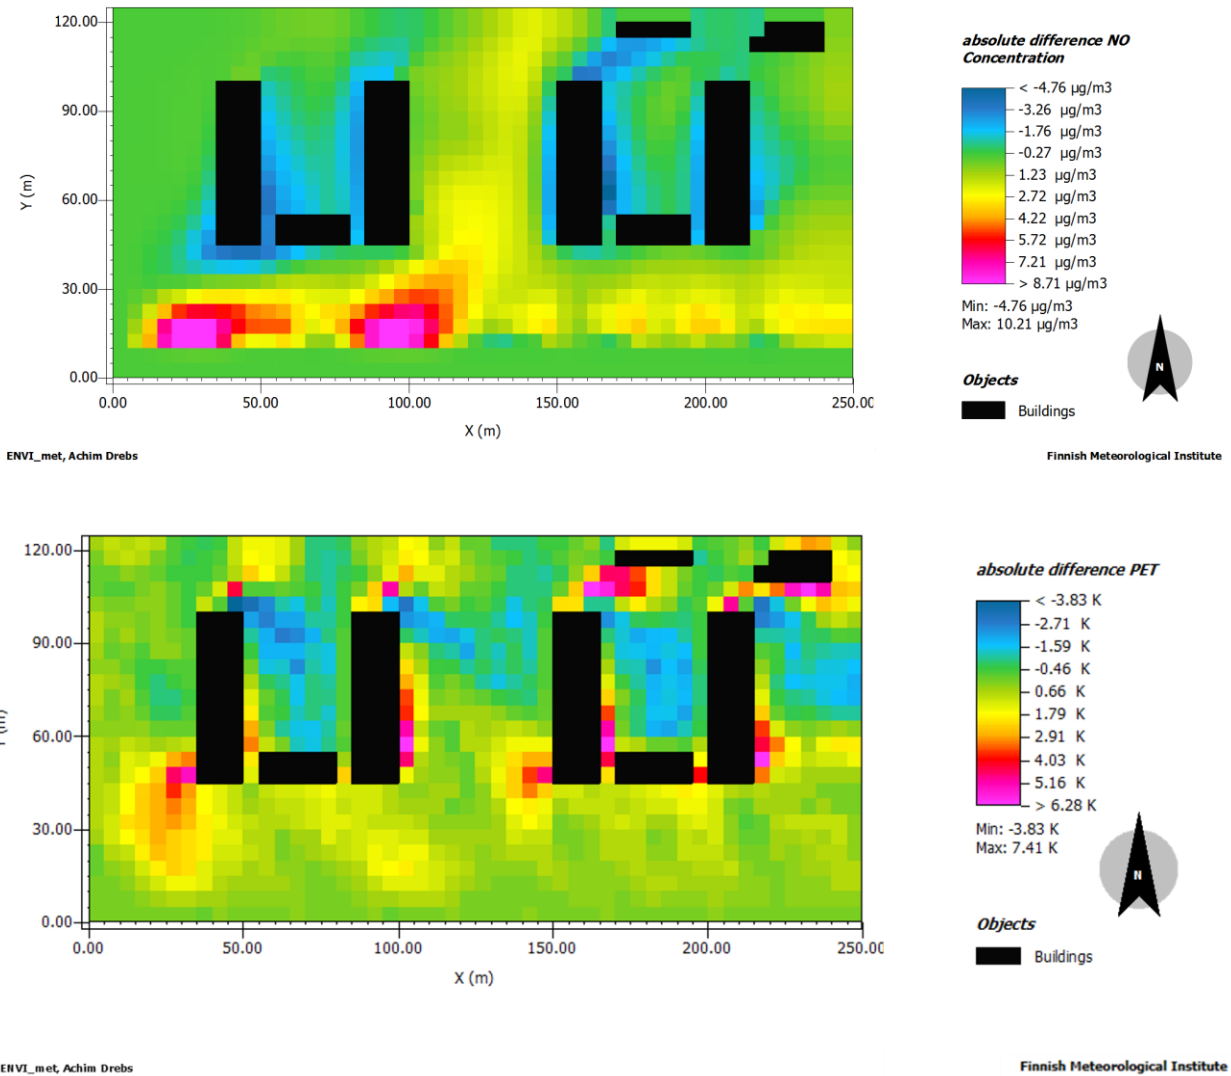 120.00
90.00
60.00
30.00
0.00
Y (m)
0.00 50.00 100.00 150.00 200.00 250.00
X (m)
absolute difference NO
Concentration
< -4.76 µg/m3
-3.26 µg/m3
-1.76 µg/m3
-0.27 µg/m3
1.23 µg/m3
2.72 µg/m3
4.22 µg/m3
5.72 µg/m3
7.21 µg/m3
> 8.71 µg/m3
Min: -4.76 µg/m3
Max: 10.21 µg/m3
N
Objects
Buildings
ENVI_met, Achim Drebs
Finnish Meteorological Institute
120.00
90.00
60.00
30.00
0.00
(m)
0.00 50.00 100.00 150.00 200.00 250.00
X (m)
absolute difference PET
< -3.83 K
-2.71 K
-1.59 K
-0.46 K
0.66 K
1.79 K
2.91 K
4.03 K
5.16 K
> 6.28 K
Min: -3.83 K
Max: 7.41 K
N
Objects
Buildings
ENVI_met, Achim Drebs
Finnish Meteorological Institute